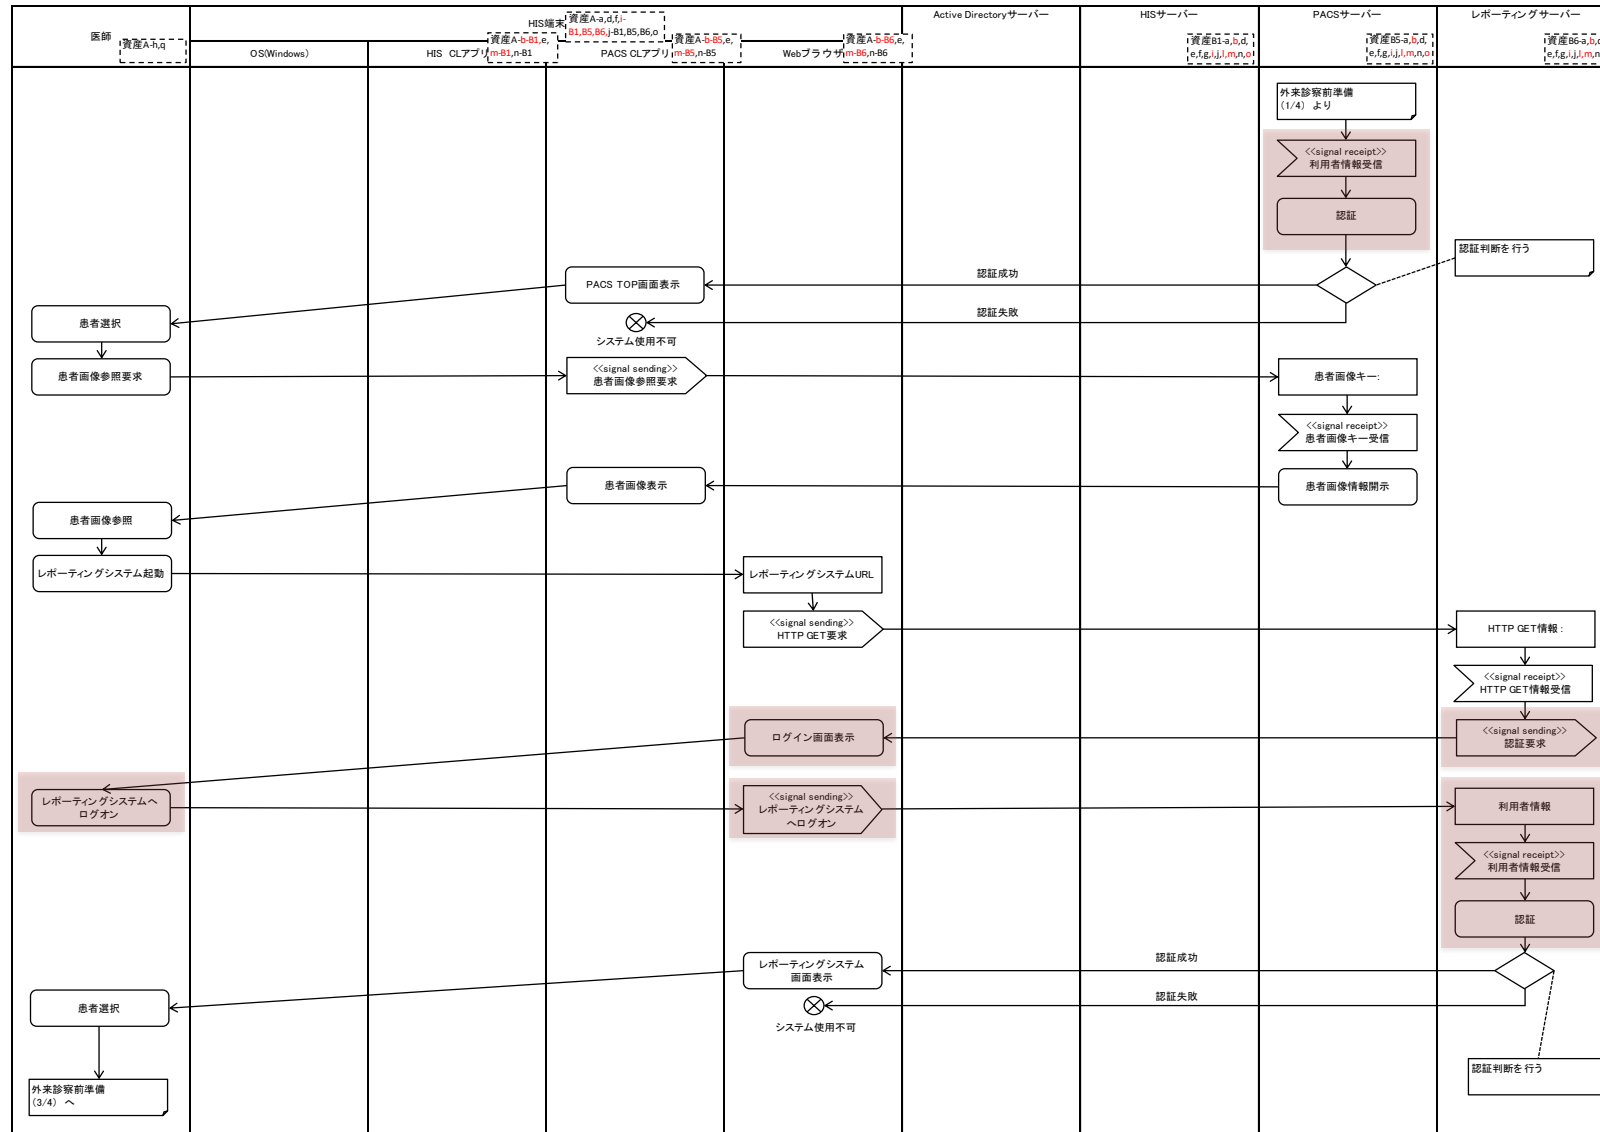 医師
資産A-h,q
HIS端末
資産A-a,d,f,i-
B1,B5,B6,j-B1,B5,B6,o
OS(Windows)
HIS CLアプリ
資産A-b-B1,e,
m-B1,n-B1
PACS CLアプリ
資産A-b-B5,e,
m-B5,n-B5
Webブラウザ
資産A-b-B6,e,
m-B6,n-B6
Active Directoryサーバー
HISサーバー
資産B1-a,b,d,
e,f,g,i,j,l,m,n,o
PACSサーバー
資産B5-a,b,d,
e,f,g,i,j,l,m,n,o
レポーティングサーバー
資産B6-a,b,d
e,f,g,i,j,l,m,n
外来診察前準備
(1/4) より
<<signal receipt>>
利用者情報受信
認証
認証判断を行う
認証成功
PACS TOP画面表示
認証失敗
システム使用不可
患者選択
患者画像参照要求
<<signal sending>>
患者画像参照要求
患者画像キー:
<<signal receipt>>
患者画像キー受信
患者画像情報開示
患者画像表示
患者画像参照
レポーティングシステム起動
レポーティングシステムURL
<<signal sending>>
HTTP GET要求
HTTP GET情報 :
<<signal receipt>>
HTTP GET情報受信
<<signal sending>>
認証要求
ログイン画面表示
レポーティングシステムへ
ログオン
<<signal sending>>
レポーティングシステム
へログオン
利用者情報
<<signal receipt>>
利用者情報受信
認証
認証成功
レポーティングシステム
画面表示
認証失敗
システム使用不可
患者選択
認証判断を行う
外来診察前準備
(3/4) へ